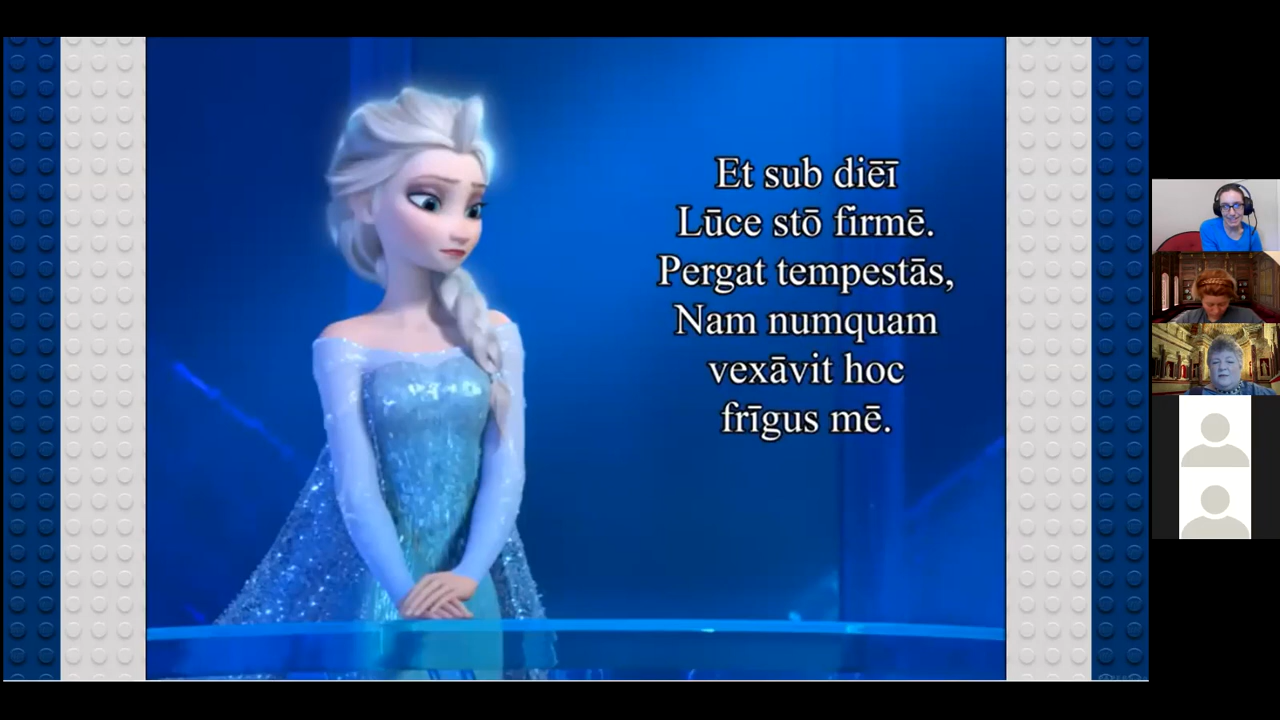 Et sub diēī
Lūce stō firmē.
Pergat tempestās,
Nam numquam
vexāvit hoc
frīgus mē.